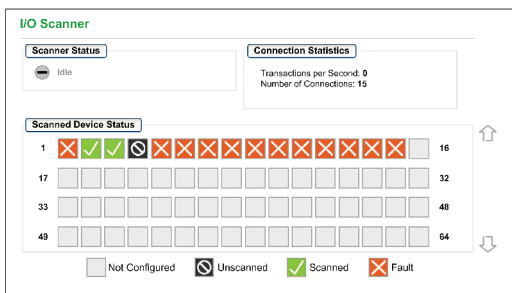 I/O Scanner
Scanner Status
Idle
Connection Statistics
Transactions per Second: 0
Number of Connections: 15
Scanned Device Status
1 16
17 32
33 48
49 64
Not Configured Unscanned Scanned Fault